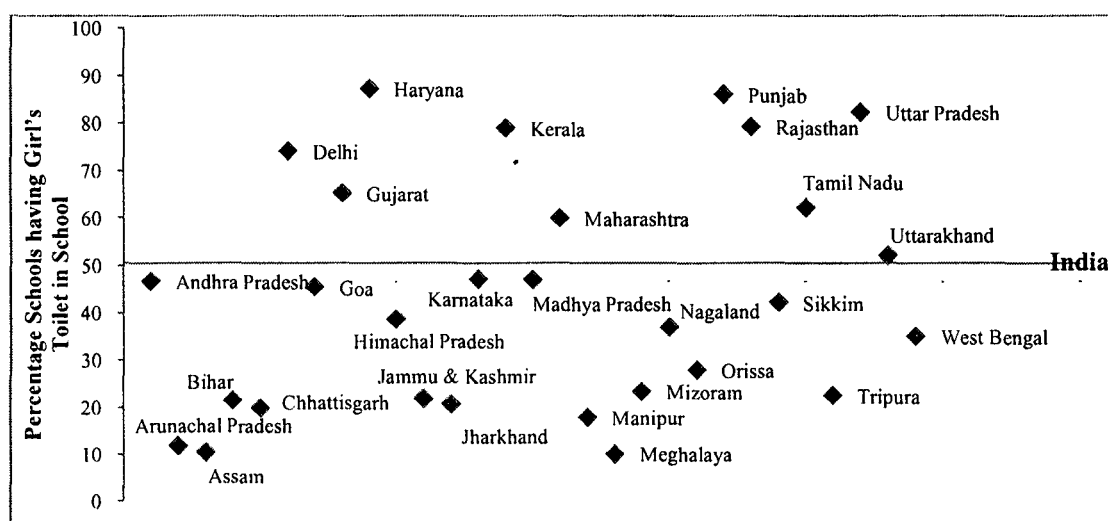 Percentage Schools having Girl's
Toilet in School
100
90
80
70
60
50
40
30
20
10
0
Haryana
Punjab
Uttar Pradesh
Kerala
Rajasthan
Delhi
Gujarat
Tamil Nadu
Maharashtra
Uttarakhand
India
Andhra Pradesh
Goa
Karnataka
Madhya Pradesh
Nagaland
Sikkim
Himachal Pradesh
West Bengal
Bihar
Jammu & Kashmir
Orissa
Chhattisgarh
Mizoram
Tripura
Arunachal Pradesh
Jharkhand
Manipur
Assam
Meghalaya